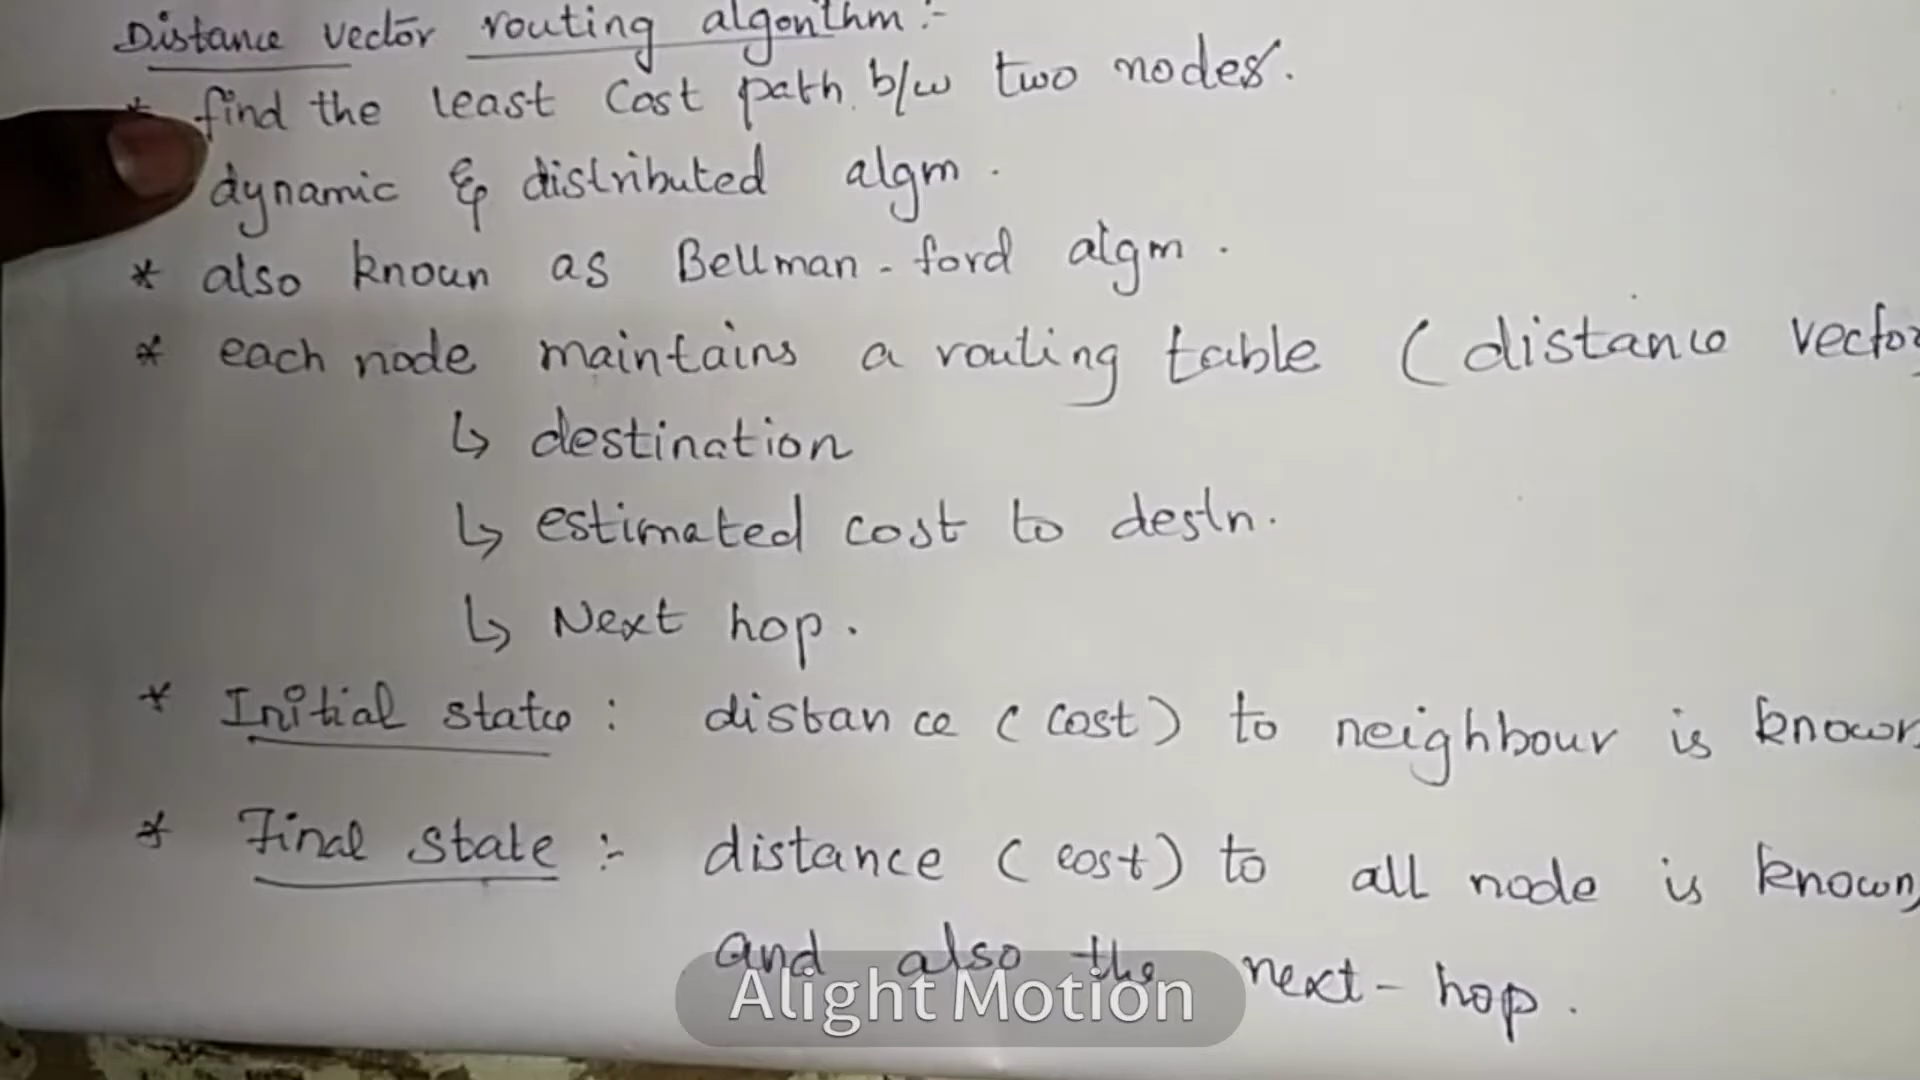 Distance vector routing algorithm :-
* find the least cost path b/w two nodes.
dynamic & distributed algm.
* also known as Bellman-ford algm.
* each node maintains a routing table (distance vector
↳ destination
↳ estimated cost to destn.
↳ Next hop.
* Initial state : distance (cost) to neighbour is known
* Final state :- distance (cost) to all node is known,
and also the next-hop.
Alight Motion